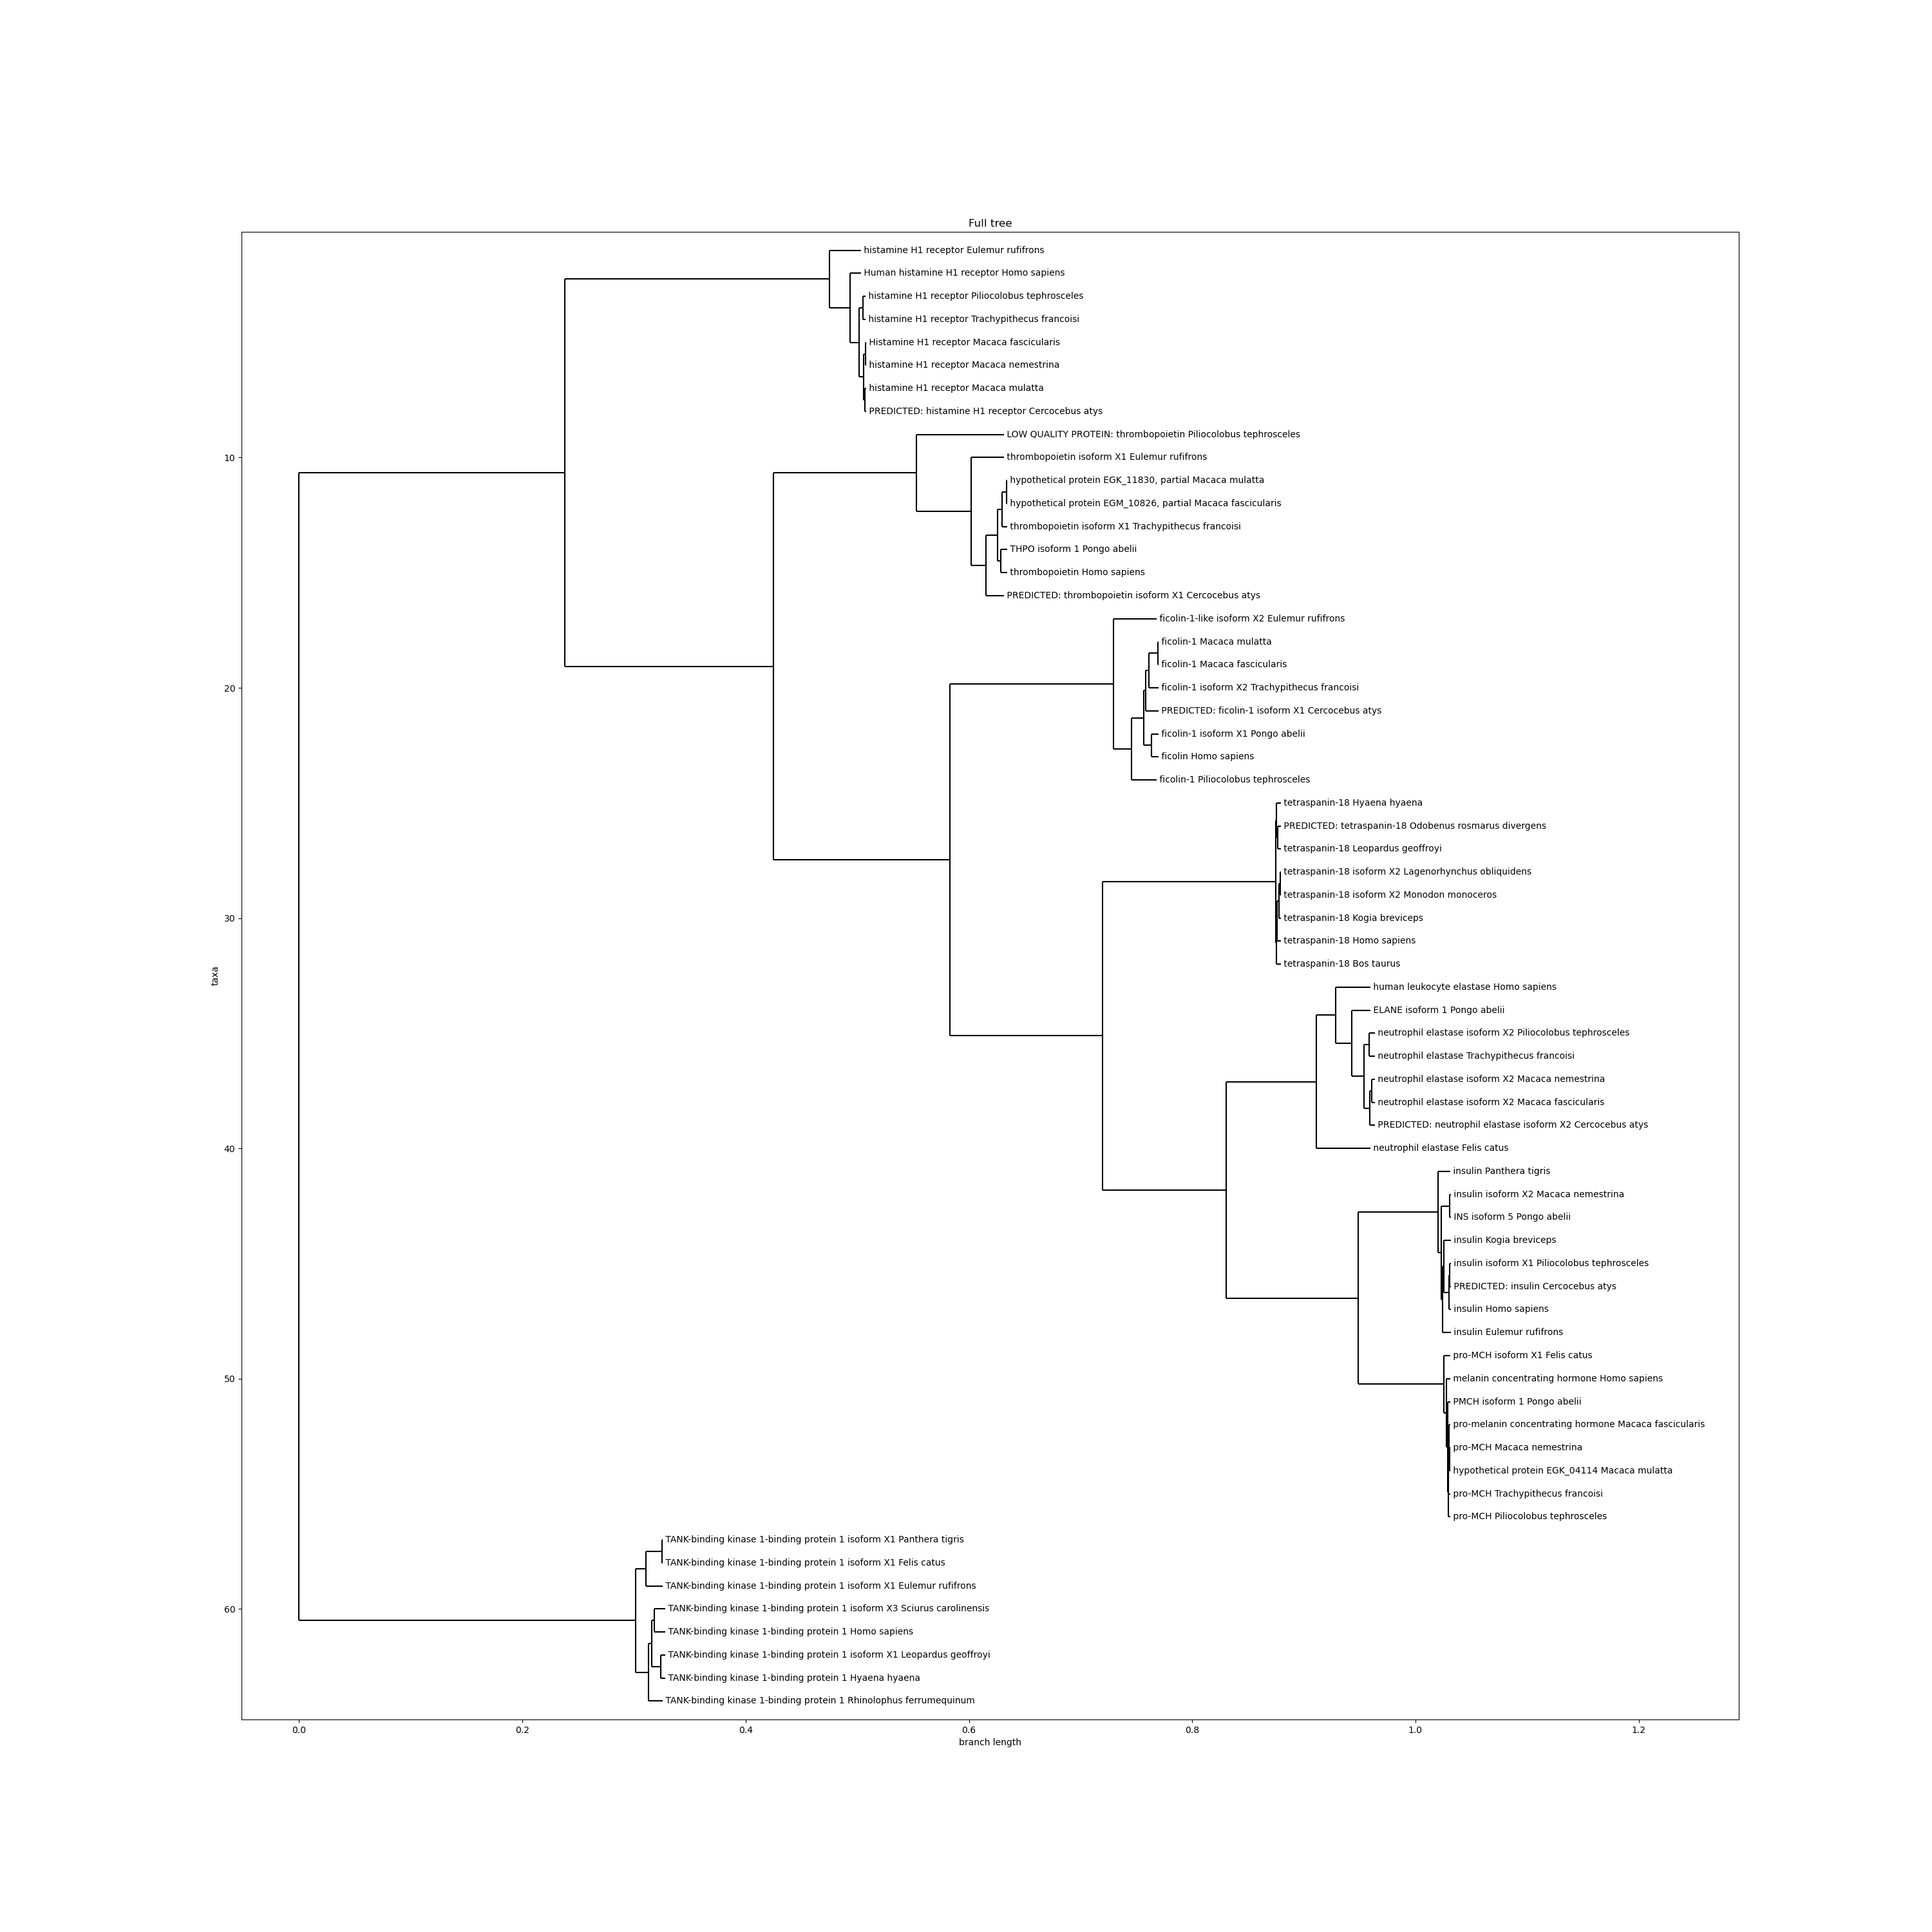 Full tree
histamine H1 receptor Eulemur rufifrons
Human histamine H1 receptor Homo sapiens
histamine H1 receptor Piliocolobus tephrosceles
histamine H1 receptor Trachypithecus francoisi
Histamine H1 receptor Macaca fascicularis
histamine H1 receptor Macaca nemestrina
histamine H1 receptor Macaca mulatta
PREDICTED: histamine H1 receptor Cercocebus atys
LOW QUALITY PROTEIN: thrombopoietin Piliocolobus tephrosceles
10
thrombopoietin isoform X1 Eulemur rufifrons
hypothetical protein EGK_11830, partial Macaca mulatta
hypothetical protein EGM_10826, partial Macaca fascicularis
thrombopoietin isoform X1 Trachypithecus francoisi
THPO isoform 1 Pongo abelii
thrombopoietin Homo sapiens
PREDICTED: thrombopoietin isoform X1 Cercocebus atys
ficolin-1-like isoform X2 Eulemur rufifrons
ficolin-1 Macaca mulatta
ficolin-1 Macaca fascicularis
20
ficolin-1 isoform X2 Trachypithecus francoisi
PREDICTED: ficolin-1 isoform X1 Cercocebus atys
ficolin-1 isoform X1 Pongo abelii
ficolin Homo sapiens
ficolin-1 Piliocolobus tephrosceles
tetraspanin-18 Hyaena hyaena
PREDICTED: tetraspanin-18 Odobenus rosmarus divergens
tetraspanin-18 Leopardus geoffroyi
tetraspanin-18 isoform X2 Lagenorhynchus obliquidens
tetraspanin-18 isoform X2 Monodon monoceros
30
tetraspanin-18 Kogia breviceps
tetraspanin-18 Homo sapiens
tetraspanin-18 Bos taurus
taxa
human leukocyte elastase Homo sapiens
ELANE isoform 1 Pongo abelii
neutrophil elastase isoform X2 Piliocolobus tephrosceles
neutrophil elastase Trachypithecus francoisi
neutrophil elastase isoform X2 Macaca nemestrina
neutrophil elastase isoform X2 Macaca fascicularis
PREDICTED: neutrophil elastase isoform X2 Cercocebus atys
40
neutrophil elastase Felis catus
insulin Panthera tigris
insulin isoform X2 Macaca nemestrina
INS isoform 5 Pongo abelii
insulin Kogia breviceps
insulin isoform X1 Piliocolobus tephrosceles
PREDICTED: insulin Cercocebus atys
insulin Homo sapiens
insulin Eulemur rufifrons
pro-MCH isoform X1 Felis catus
50
melanin concentrating hormone Homo sapiens
PMCH isoform 1 Pongo abelii
pro-melanin concentrating hormone Macaca fascicularis
pro-MCH Macaca nemestrina
hypothetical protein EGK_04114 Macaca mulatta
pro-MCH Trachypithecus francoisi
pro-MCH Piliocolobus tephrosceles
TANK-binding kinase 1-binding protein 1 isoform X1 Panthera tigris
TANK-binding kinase 1-binding protein 1 isoform X1 Felis catus
TANK-binding kinase 1-binding protein 1 isoform X1 Eulemur rufifrons
60
TANK-binding kinase 1-binding protein 1 isoform X3 Sciurus carolinensis
TANK-binding kinase 1-binding protein 1 Homo sapiens
TANK-binding kinase 1-binding protein 1 isoform X1 Leopardus geoffroyi
TANK-binding kinase 1-binding protein 1 Hyaena hyaena
TANK-binding kinase 1-binding protein 1 Rhinolophus ferrumequinum
0.0 0.2 0.4 0.6 0.8 1.0 1.2
branch length